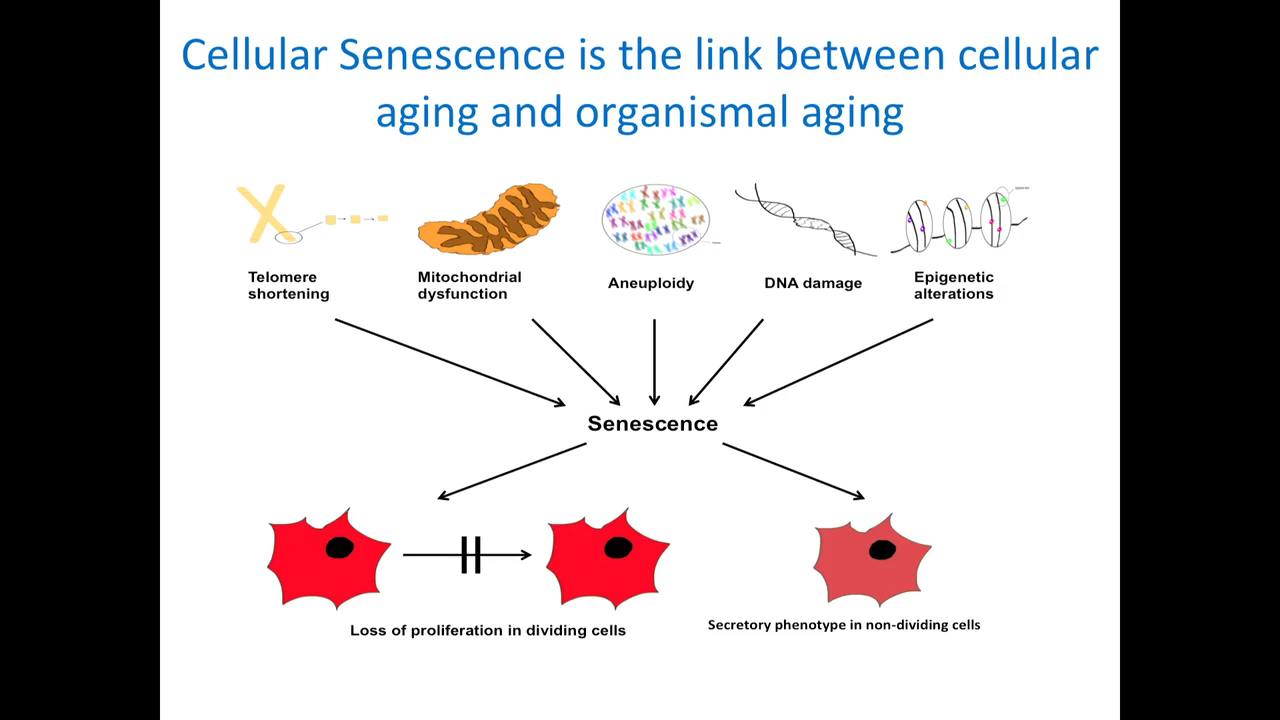 Cellular Senescence is the link between cellular
aging and organismal aging
Telomere
shortening
Mitochondrial
dysfunction
Aneuploidy
DNA damage
Epigenetic
alterations
Senescence
Loss of proliferation in dividing cells
Secretory phenotype in non-dividing cells